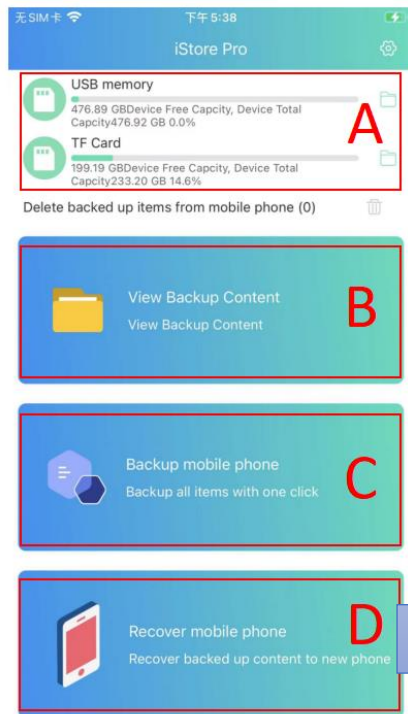 无SIM卡 下午5:38
iStore Pro
USB memory
476.89 GBDevice Free Capcity, Device Total
Capcity476.92 GB 0.0%
A
TF Card
199.19 GBDevice Free Capcity, Device Total
Capcity233.20 GB 14.6%
Delete backed up items from mobile phone (0)
View Backup Content
View Backup Content
B
Backup mobile phone
Backup all items with one click
C
Recover mobile phone
Recover backed up content to new phone
D